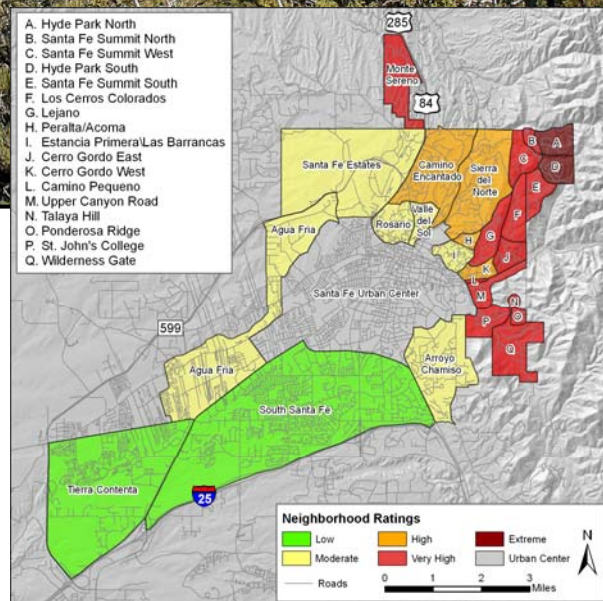 A. Hyde Park North
B. Santa Fe Summit North
C. Santa Fe Summit West
D. Hyde Park South
E. Santa Fe Summit South
F. Los Cerros Colorados
G. Lejano
H. Peralta/Acoma
I. Estancia Primera\Las Barrancas
J. Cerro Gordo East
K. Cerro Gordo West
L. Camino Pequeno
M. Upper Canyon Road
N. Talaya Hill
O. Ponderosa Ridge
P. St. John's College
Q. Wilderness Gate
285
Monte
Sereno
84
Santa Fe Estates
Camino
Encantado
Sierra
del
Norte
B
A
C
D
E
F
Agua Fria
Rosario
Valle
del
Sol
G
H
I
J
K
L
M
Santa Fe Urban Center
N
O
P
Q
599
Agua Fria
Arroyo
Chamiso
South Santa Fe
Tierra Contenta
25
Neighborhood Ratings
Low
High
Extreme
Moderate
Very High
Urban Center
N
Roads
0 1 2 3
Miles